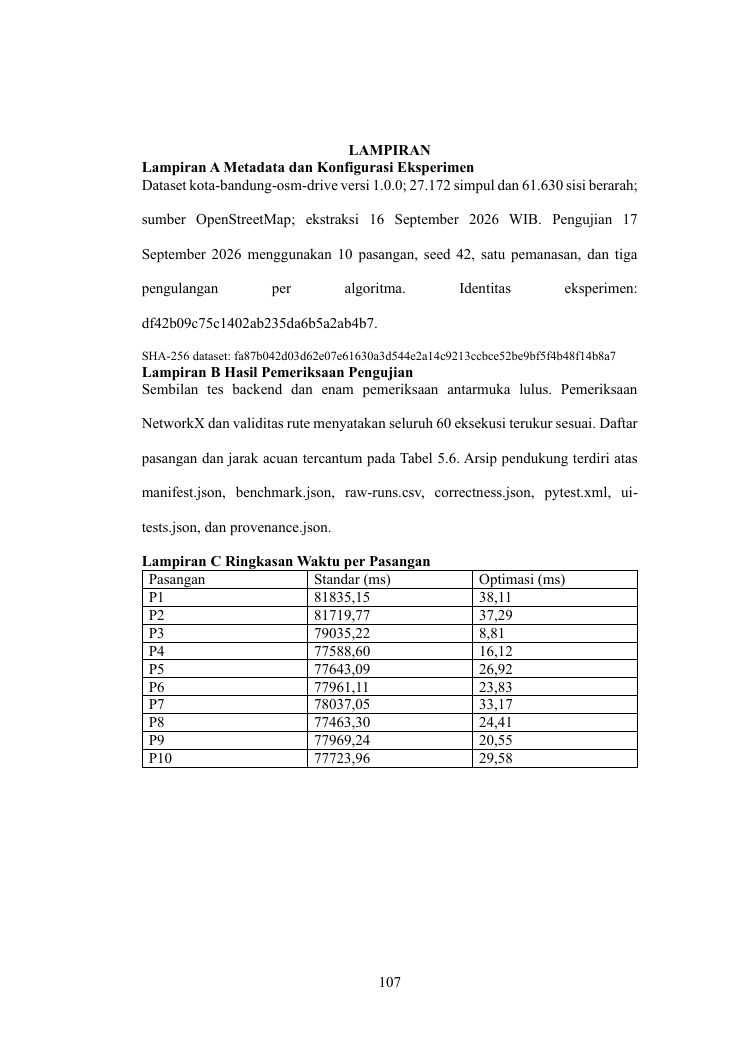 LAMPIRAN
Lampiran A Metadata dan Konfigurasi Eksperimen
Dataset kota-bandung-osm-drive versi 1.0.0; 27.172 simpul dan 61.630 sisi berarah;
sumber OpenStreetMap; ekstraksi 16 September 2026 WIB. Pengujian 17
September 2026 menggunakan 10 pasangan, seed 42, satu pemanasan, dan tiga
pengulangan per algoritma. Identitas eksperimen:
df42b09c75c1402ab235da6b5a2ab4b7.
SHA-256 dataset: fa87b042d03d62e07e61630a3d544e2a14c9213ccbce52be9bf5f4b48f14b8a7
Lampiran B Hasil Pemeriksaan Pengujian
Sembilan tes backend dan enam pemeriksaan antarmuka lulus. Pemeriksaan
NetworkX dan validitas rute menyatakan seluruh 60 eksekusi terukur sesuai. Daftar
pasangan dan jarak acuan tercantum pada Tabel 5.6. Arsip pendukung terdiri atas
manifest.json, benchmark.json, raw-runs.csv, correctness.json, pytest.xml, ui-
tests.json, dan provenance.json.
Lampiran C Ringkasan Waktu per Pasangan
Pasangan Standar (ms) Optimasi (ms)
P1 81835,15 38,11
P2 81719,77 37,29
P3 79035,22 8,81
P4 77588,60 16,12
P5 77643,09 26,92
P6 77961,11 23,83
P7 78037,05 33,17
P8 77463,30 24,41
P9 77969,24 20,55
P10 77723,96 29,58
107